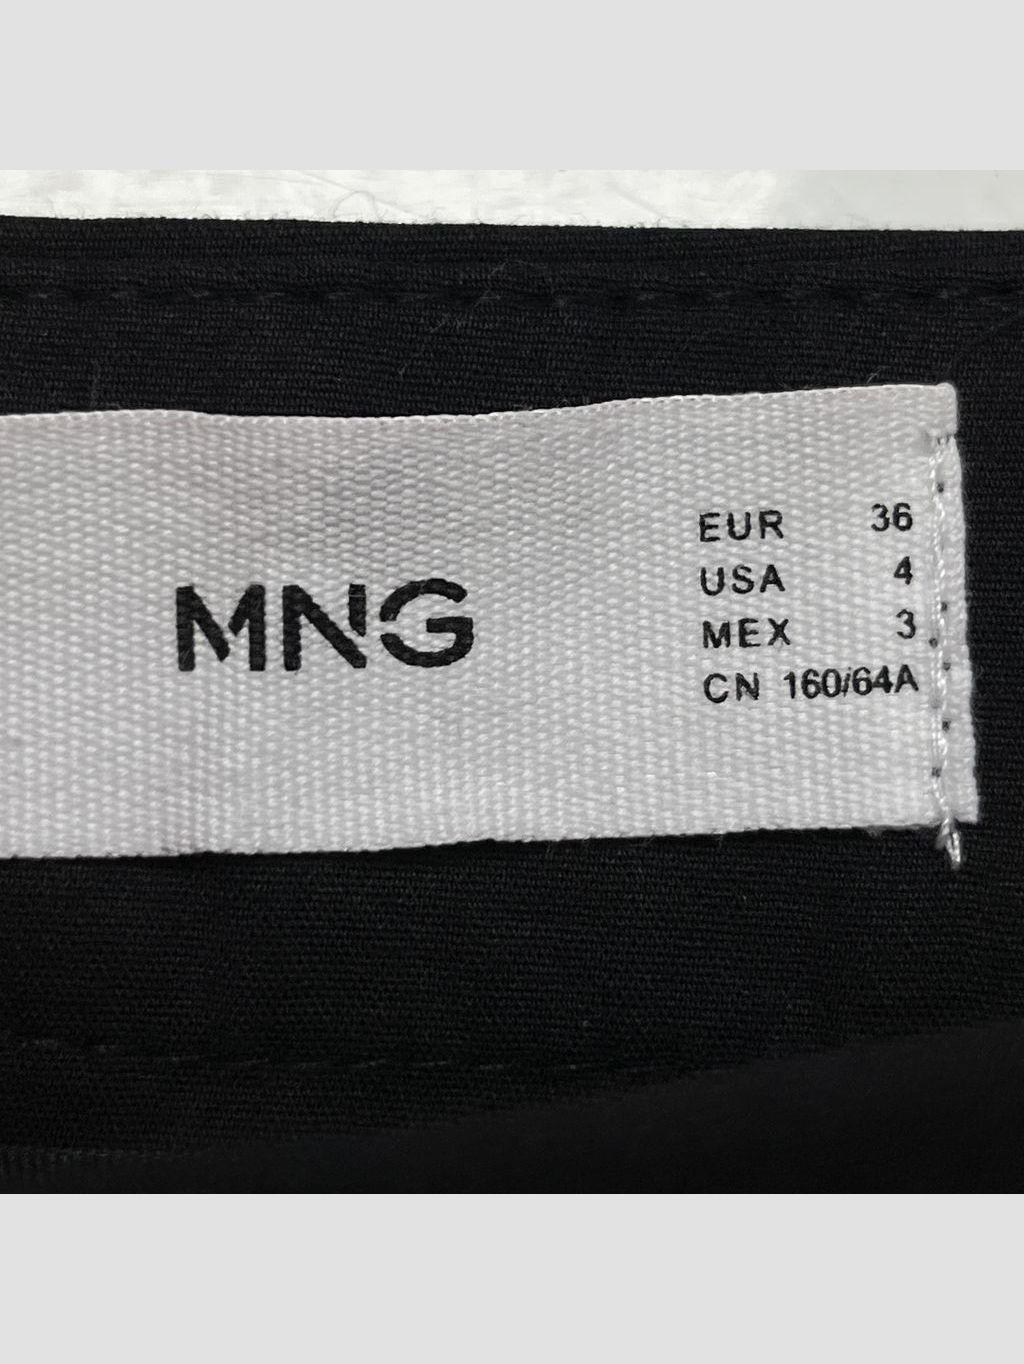 MNG
EUR 36
USA 4
MEX 3
CN 160/64A